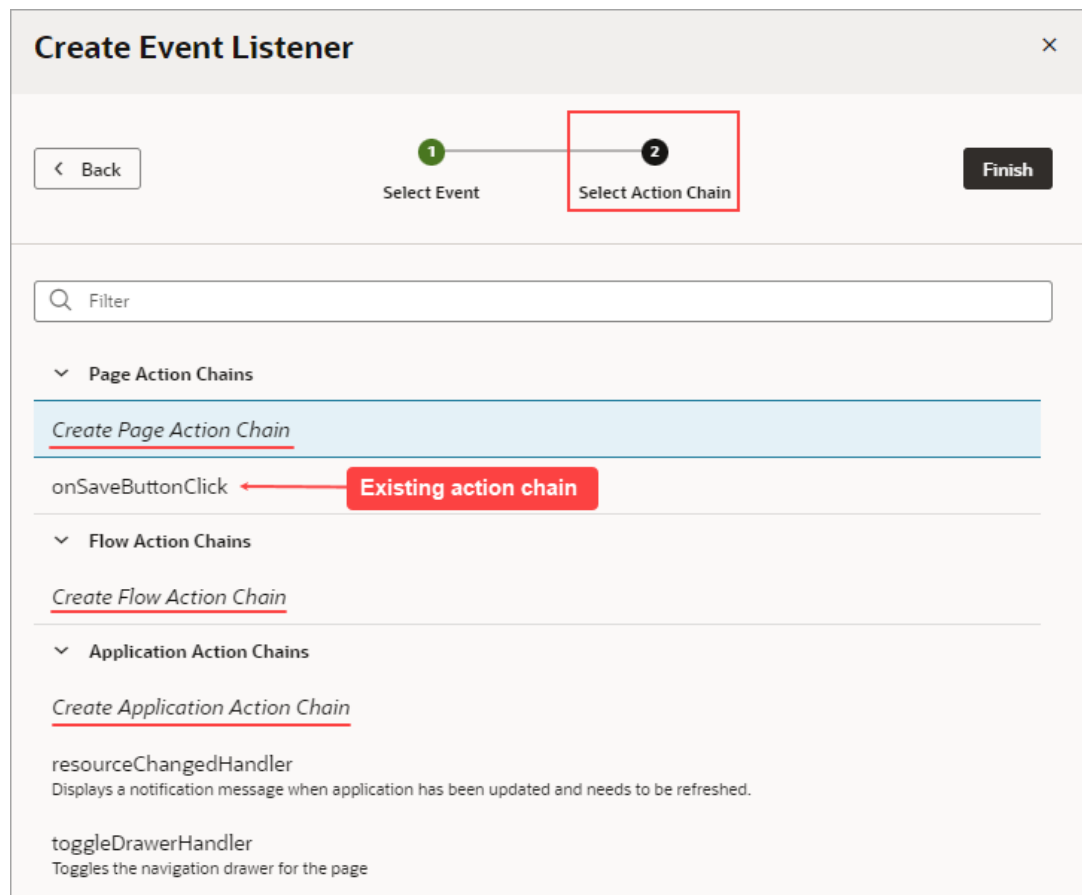 Create Event Listener
Back
1
2
Select Event
Select Action Chain
Finish
Filter
Page Action Chains
Create Page Action Chain
onSaveButtonClick
Existing action chain
Flow Action Chains
Create Flow Action Chain
Application Action Chains
Create Application Action Chain
resourceChangedHandler
Displays a notification message when application has been updated and needs to be refreshed.
toggleDrawerHandler
Toggles the navigation drawer for the page